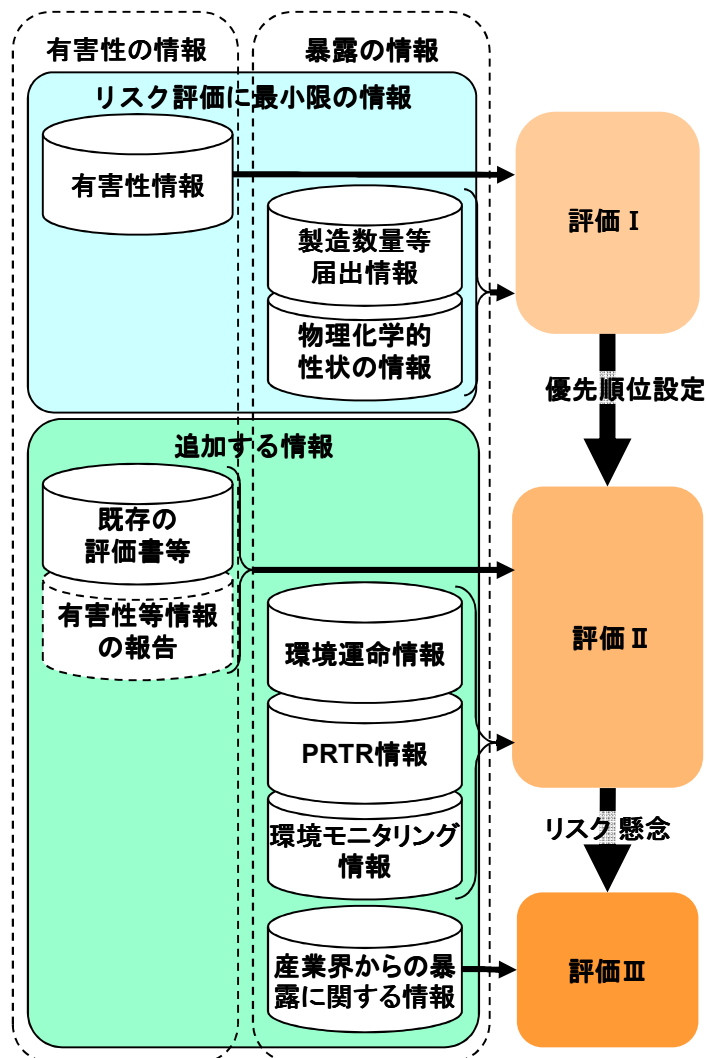 有害性の情報
暴露の情報
リスク評価に最小限の情報
有害性情報
製造数量等
届出情報
物理化学的
性状の情報
評価Ⅰ
優先順位設定
追加する情報
既存の
評価書等
有害性等情報
の報告
環境運命情報
PRTR情報
環境モニタリング
情報
評価Ⅱ
リスク懸念
産業界からの暴
露に関する情報
評価Ⅲ